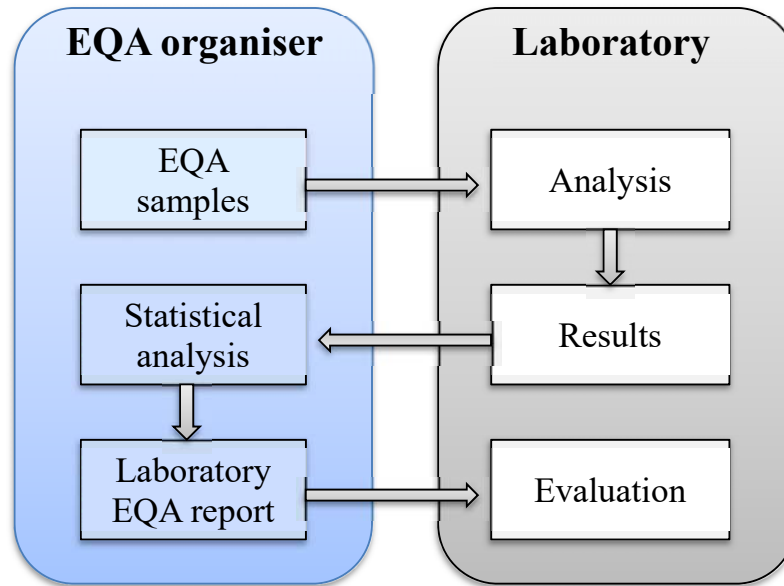 EQA organiser
Laboratory
EQA
samples
Analysis
Statistical
analysis
Results
Laboratory
EQA report
Evaluation